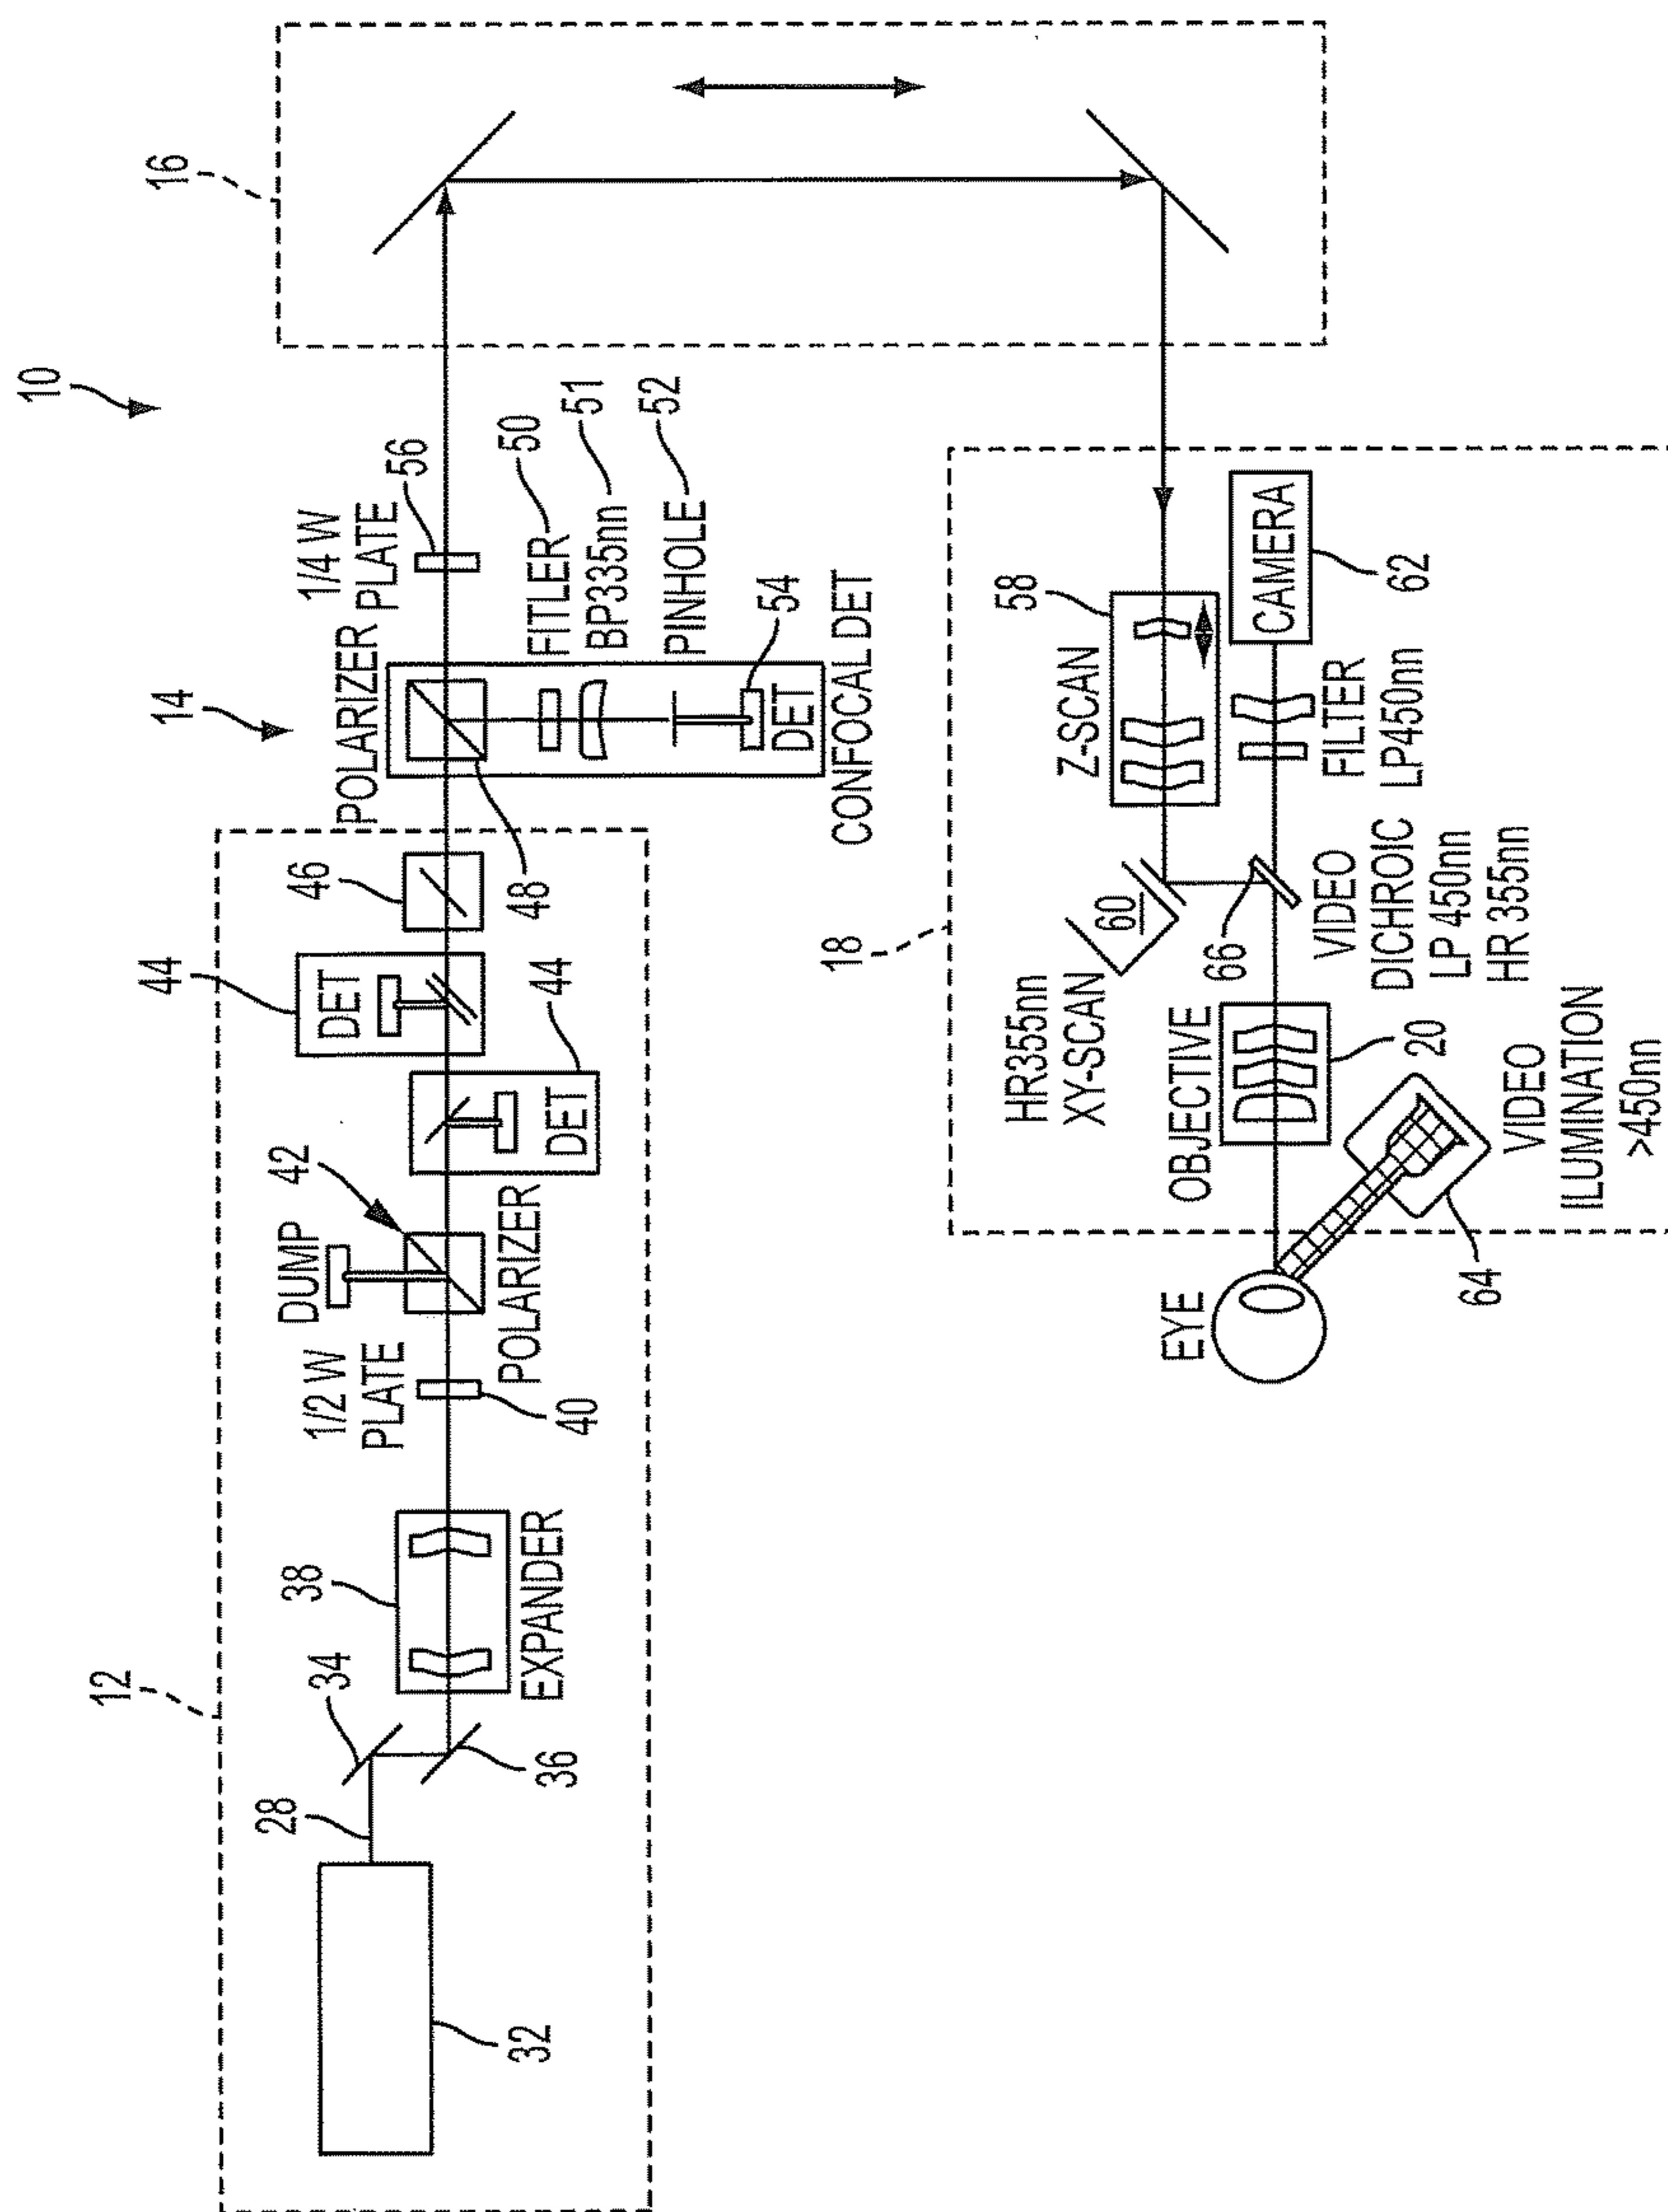 10
12
14
16
28
32
34
36
38
EXPANDER
1/2 W
PLATE
40
DUMP
42
POLARIZER
44
DET
44
DET
46
POLARIZER
48
1/4 W
PLATE
56
FITLER
50
BP335nn
51
PINHOLE
52
54
DET
CONFOCAL DET
18
58
Z-SCAN
CAMERA
62
FILTER
LP450nn
60
HR355nn
XY-SCAN
66
VIDEO
DICHROIC
LP 450nn
HR 355nn
OBJECTIVE
20
VIDEO
ILUMINATION
>450nn
64
EYE